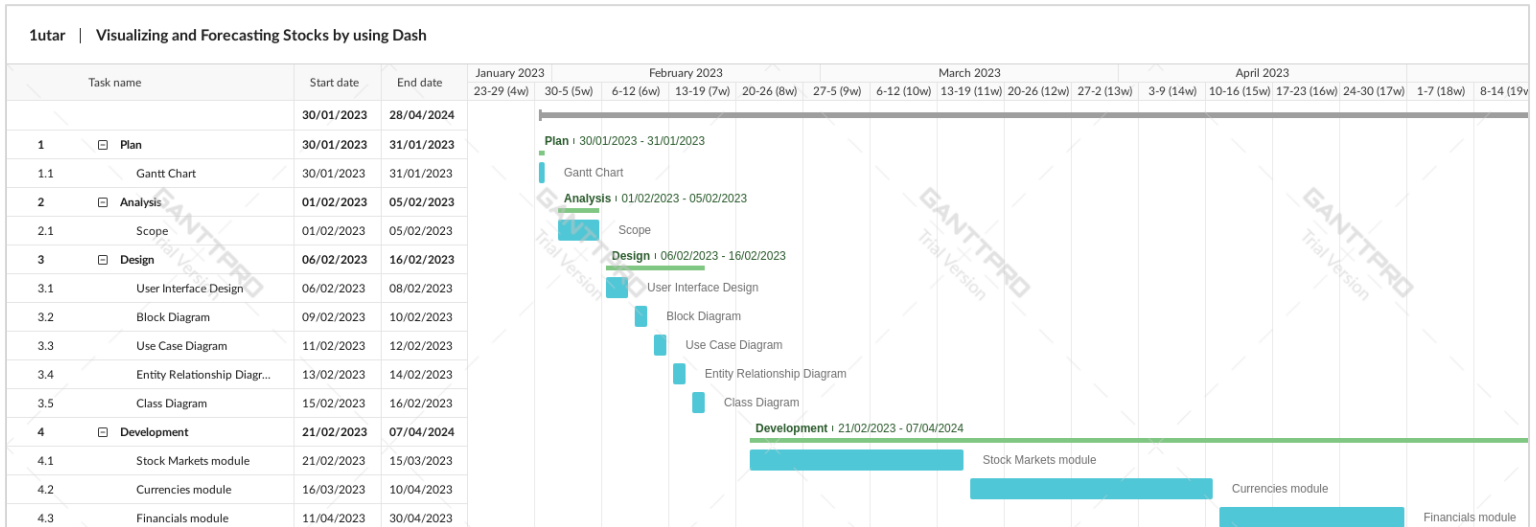 1utar | Visualizing and Forecasting Stocks by using Dash
Task name Start date End date January 2023 February 2023 March 2023 April 2023
23-29 (4w) 30-5 (5w) 6-12 (6w) 13-19 (7w) 20-26 (8w) 27-5 (9w) 6-12 (10w) 13-19 (11w) 20-26 (12w) 27-2 (13w) 3-9 (14w) 10-16 (15w) 17-23 (16w) 24-30 (17w) 1-7 (18w) 8-14 (19w
30/01/2023 28/04/2024
1 Plan 30/01/2023 31/01/2023 Plan 30/01/2023 - 31/01/2023
1.1 Gantt Chart 30/01/2023 31/01/2023 Gantt Chart
2 Analysis 01/02/2023 05/02/2023 Analysis 01/02/2023 - 05/02/2023
2.1 Scope 01/02/2023 05/02/2023 Scope
3 Design 06/02/2023 16/02/2023 Design 06/02/2023 - 16/02/2023
3.1 User Interface Design 06/02/2023 08/02/2023 User Interface Design
3.2 Block Diagram 09/02/2023 10/02/2023 Block Diagram
3.3 Use Case Diagram 11/02/2023 12/02/2023 Use Case Diagram
3.4 Entity Relationship Diagr... 13/02/2023 14/02/2023 Entity Relationship Diagram
3.5 Class Diagram 15/02/2023 16/02/2023 Class Diagram
4 Development 21/02/2023 07/04/2024 Development 21/02/2023 - 07/04/2024
4.1 Stock Markets module 21/02/2023 15/03/2023 Stock Markets module
4.2 Currencies module 16/03/2023 10/04/2023 Currencies module
4.3 Financials module 11/04/2023 30/04/2023 Financials module
GANTTPRO
Trial Version
GANTTPRO
Trial Version
GANTTPRO
Trial Version
GANTTPRO
Trial Version